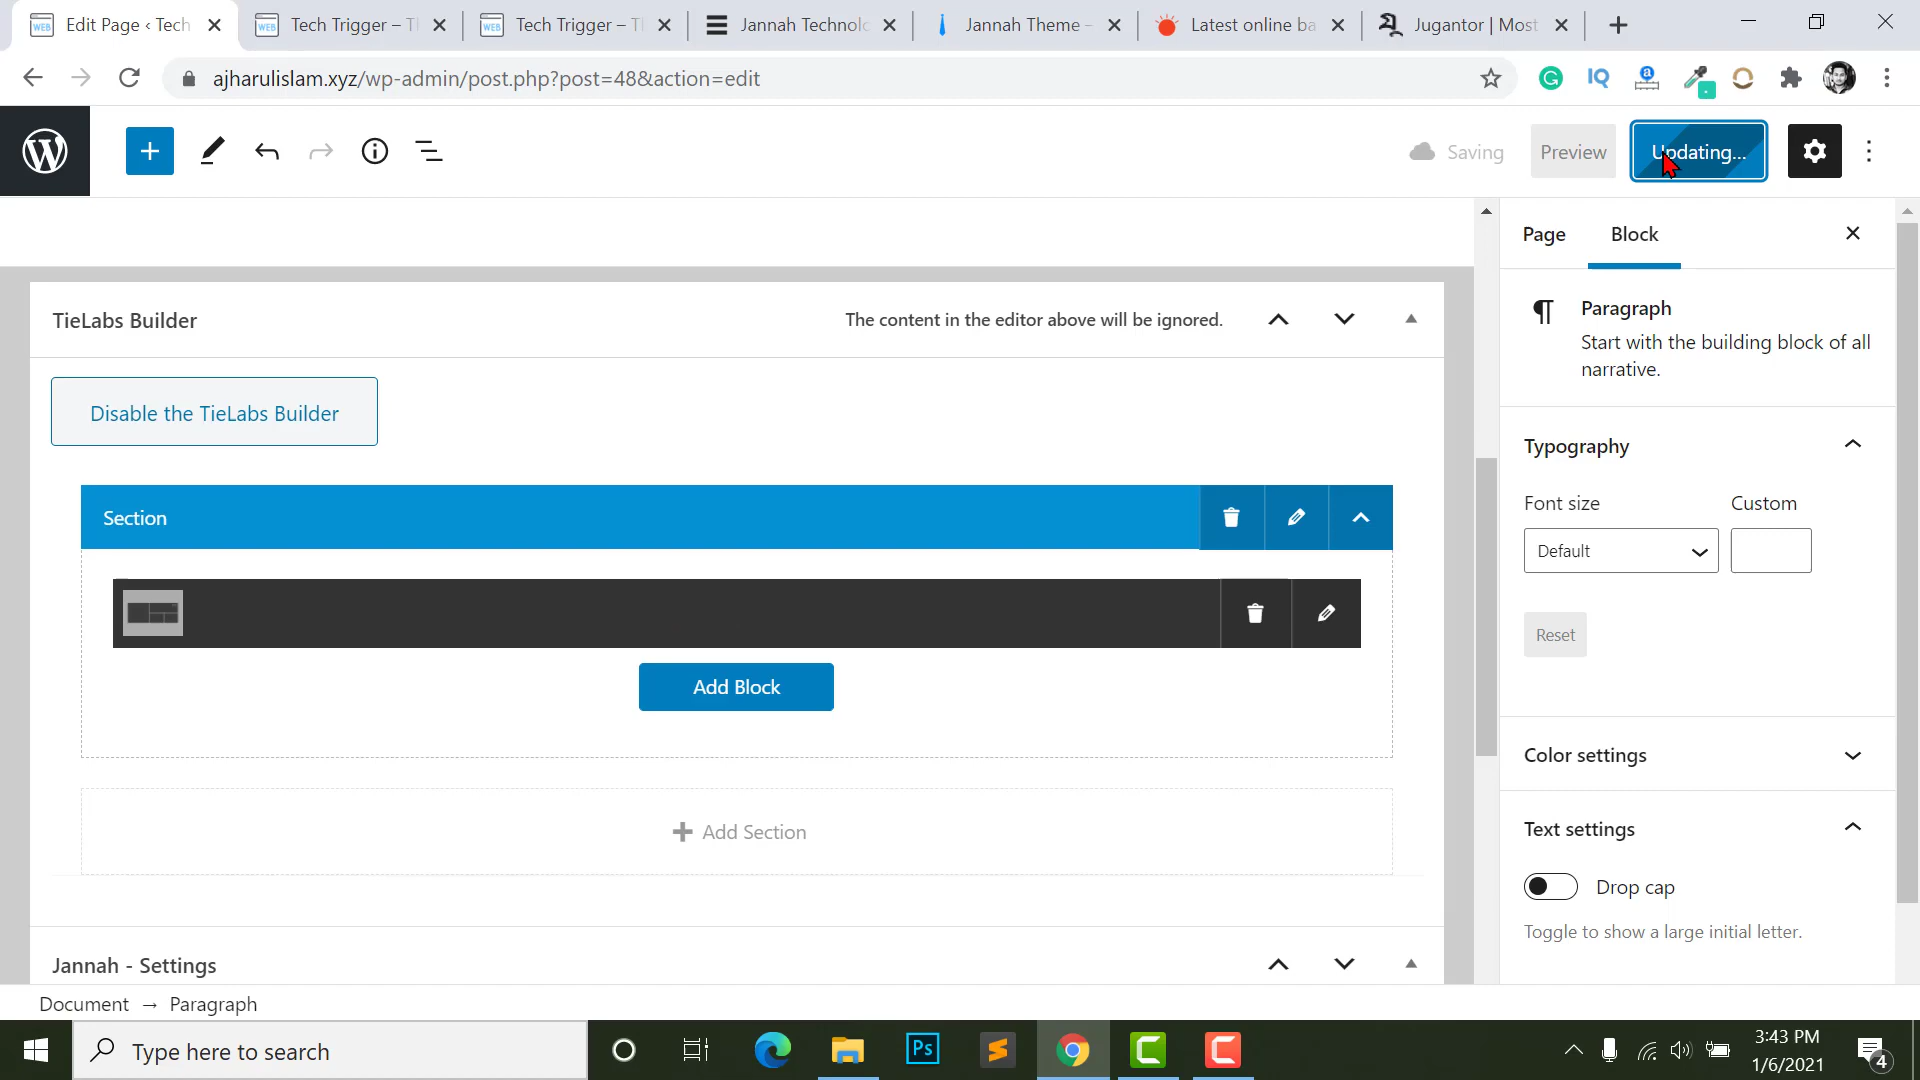 Edit Page ‹ Tech
Tech Trigger – Tl
Tech Trigger – Tl
Jannah Technolo
Jannah Theme –
Latest online ba
Jugantor | Most
ajharulislam.xyz/wp-admin/post.php?post=48&action=edit
Saving
Preview
Updating...
Page
Block
Paragraph
Start with the building block of all
narrative.
TieLabs Builder
The content in the editor above will be ignored.
Disable the TieLabs Builder
Section
Add Block
Add Section
Typography
Font size
Custom
Default
Reset
Color settings
Text settings
Drop cap
Toggle to show a large initial letter.
Jannah - Settings
Document → Paragraph
Type here to search
Ps
3:43 PM
1/6/2021
4